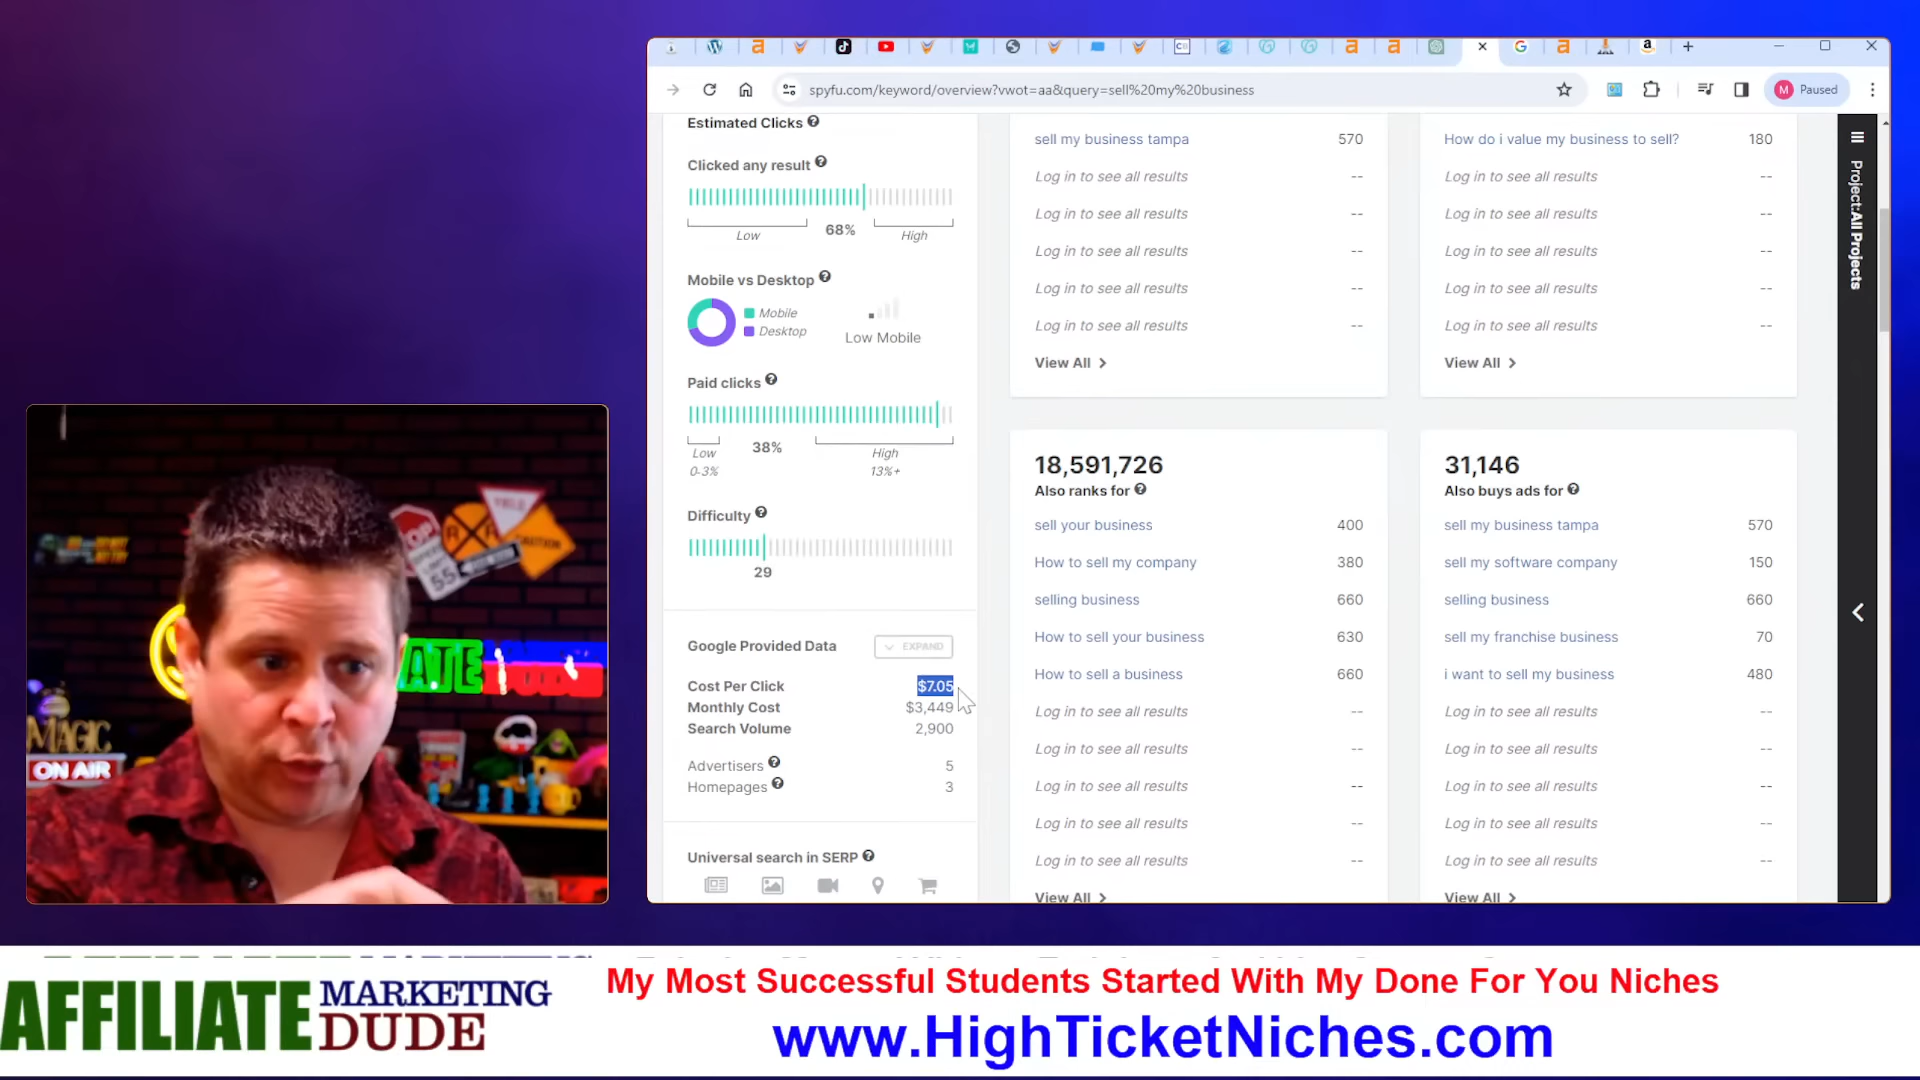 spyfu.com/keyword/overview?vwot=aa&query=sell%20my%20business
M Paused
Estimated Clicks
Clicked any result
Low 68% High
Mobile vs Desktop
Mobile
Desktop
Low Mobile
Paid clicks
Low 38% High
0-3% 13%+
Difficulty
29
Google Provided Data EXPAND
Cost Per Click $7.05
Monthly Cost $3,449
Search Volume 2,900
Advertisers 5
Homepages 3
Universal search in SERP
sell my business tampa 570
Log in to see all results --
Log in to see all results --
Log in to see all results --
Log in to see all results --
Log in to see all results --
View All
How do i value my business to sell? 180
Log in to see all results --
Log in to see all results --
Log in to see all results --
Log in to see all results --
Log in to see all results --
View All
18,591,726
Also ranks for
sell your business 400
How to sell my company 380
selling business 660
How to sell your business 630
How to sell a business 660
Log in to see all results --
Log in to see all results --
Log in to see all results --
Log in to see all results --
Log in to see all results --
View All
31,146
Also buys ads for
sell my business tampa 570
sell my software company 150
selling business 660
sell my franchise business 70
i want to sell my business 480
Log in to see all results --
Log in to see all results --
Log in to see all results --
Log in to see all results --
Log in to see all results --
View All
Project:All Projects
YIELD
STOP
R R
CAUTION
SPEED
55
ATE
DUDE
MAGIC
ON AIR
AFFILIATE MARKETING DUDE
My Most Successful Students Started With My Done For You Niches
www.HighTicketNiches.com